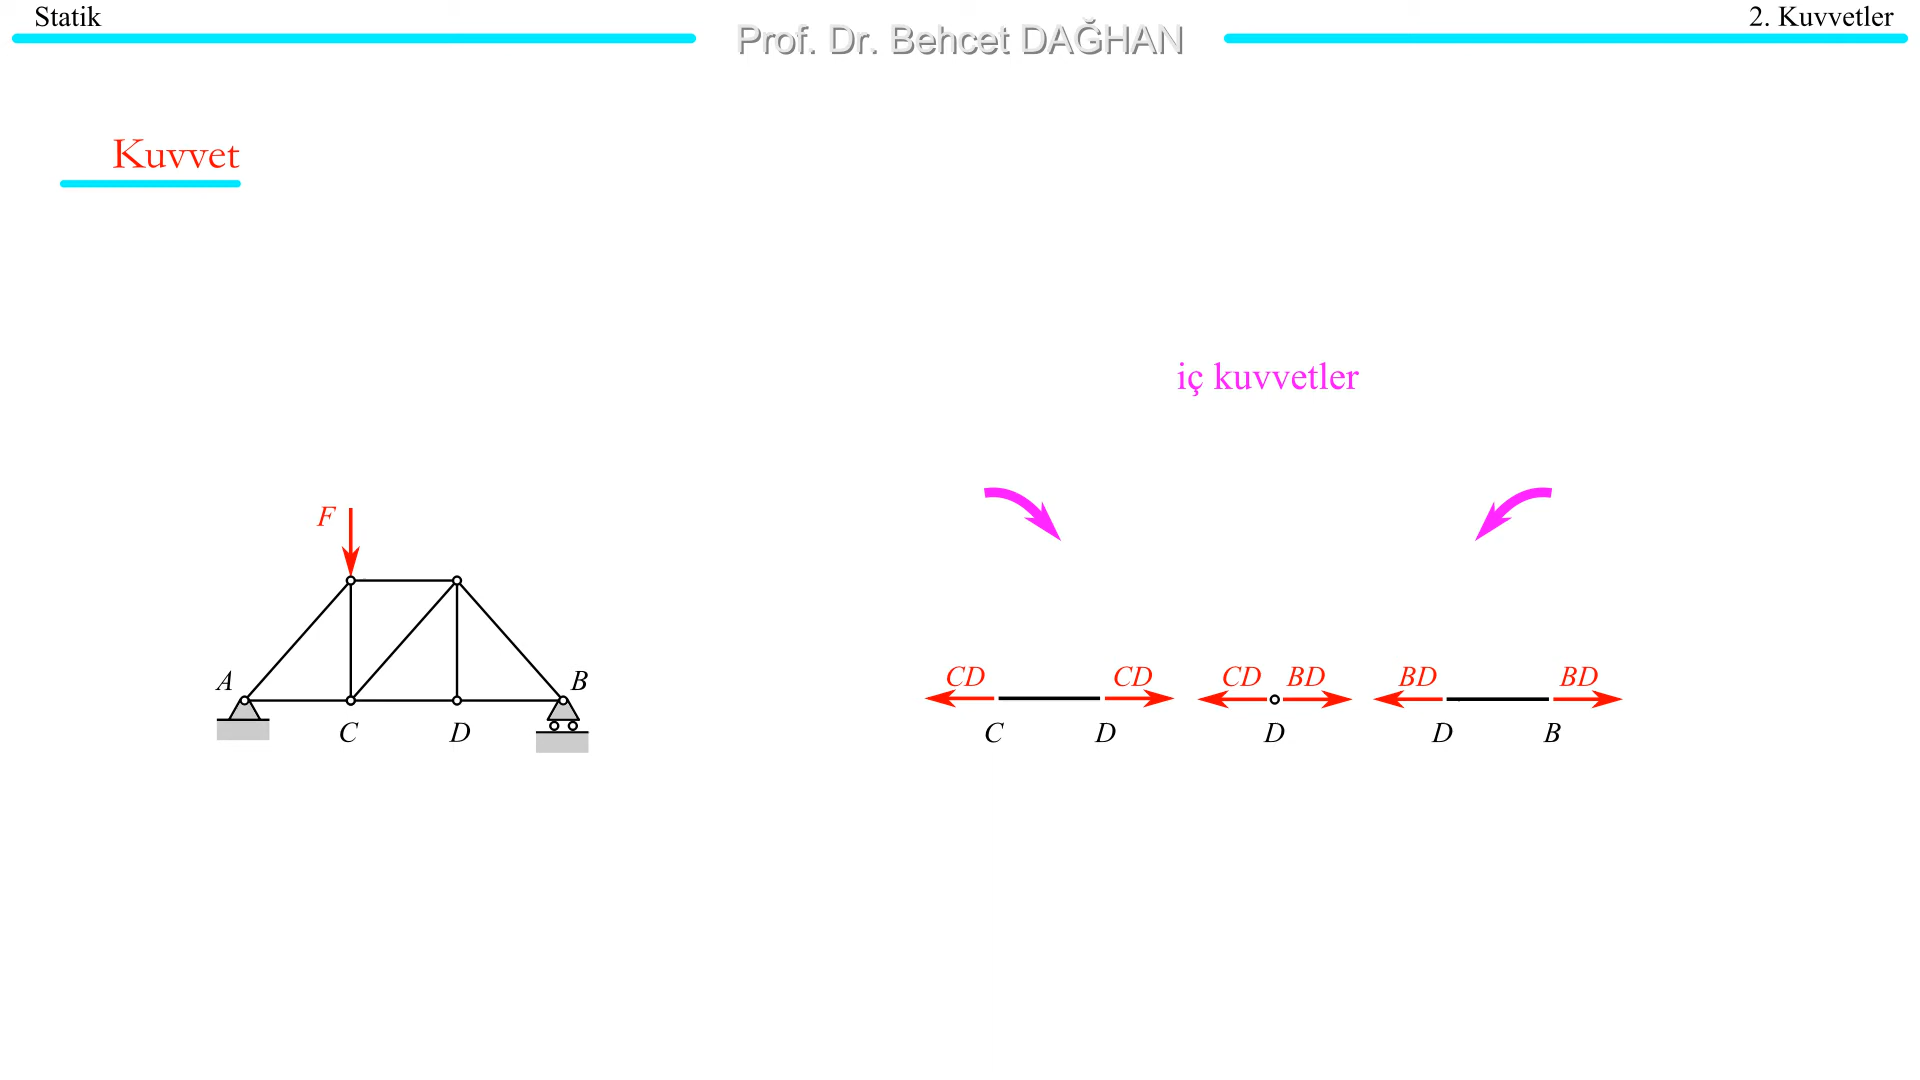 Statik
2. Kuvvetler
Prof. Dr. Behcet DAĞHAN
Kuvvet
iç kuvvetler
F
A
B
C
D
CD CD CD BD BD BD
C D D D B